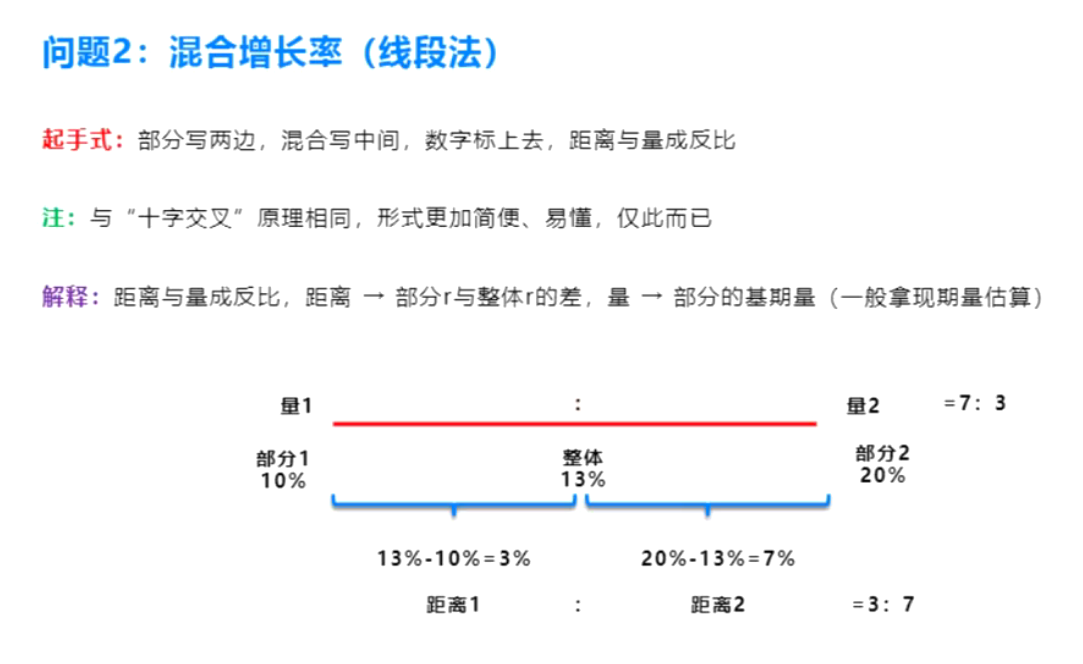 问题2：混合增长率（线段法）
起手式：部分写两边，混合写中间，数字标上去，距离与量成反比
注：与“十字交叉”原理相同，形式更加简便、易懂，仅此而已
解释：距离与量成反比，距离 → 部分r与整体r的差，量 → 部分的基期量（一般拿现期量估算）
量1 : 量2 =7：3
部分1 整体 部分2
10% 13% 20%
13%-10%=3% 20%-13%=7%
距离1 : 距离2 =3：7